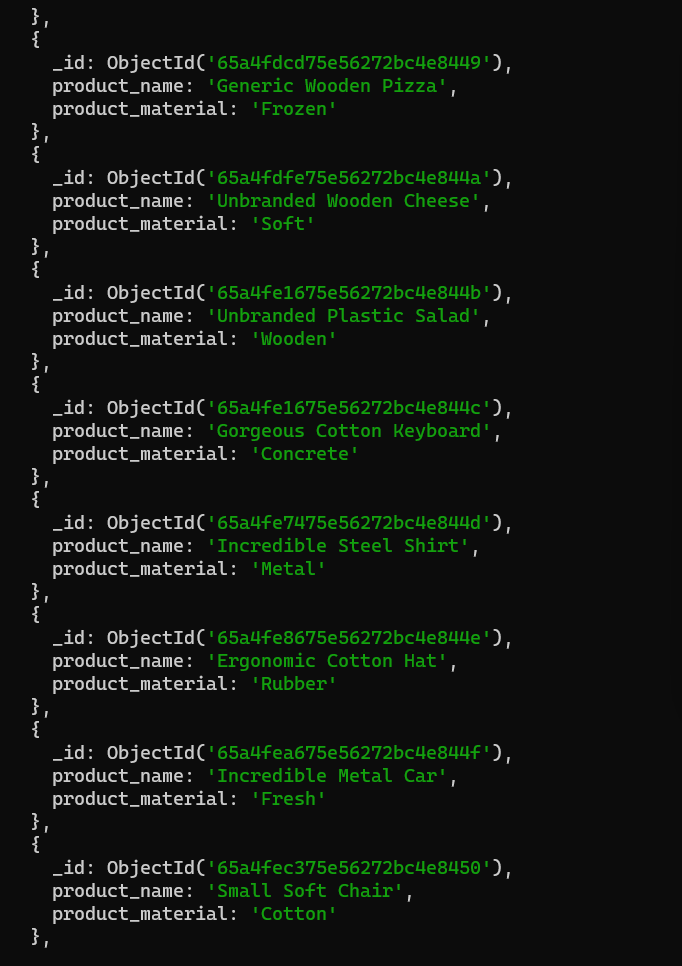 },
{
_id: ObjectId('65a4fdcd75e56272bc4e8449'),
product_name: 'Generic Wooden Pizza',
product_material: 'Frozen'
},
{
_id: ObjectId('65a4fdfe75e56272bc4e844a'),
product_name: 'Unbranded Wooden Cheese',
product_material: 'Soft'
},
{
_id: ObjectId('65a4fe1675e56272bc4e844b'),
product_name: 'Unbranded Plastic Salad',
product_material: 'Wooden'
},
{
_id: ObjectId('65a4fe1675e56272bc4e844c'),
product_name: 'Gorgeous Cotton Keyboard',
product_material: 'Concrete'
},
{
_id: ObjectId('65a4fe7475e56272bc4e844d'),
product_name: 'Incredible Steel Shirt',
product_material: 'Metal'
},
{
_id: ObjectId('65a4fe8675e56272bc4e844e'),
product_name: 'Ergonomic Cotton Hat',
product_material: 'Rubber'
},
{
_id: ObjectId('65a4fea675e56272bc4e844f'),
product_name: 'Incredible Metal Car',
product_material: 'Fresh'
},
{
_id: ObjectId('65a4fec375e56272bc4e8450'),
product_name: 'Small Soft Chair',
product_material: 'Cotton'
},